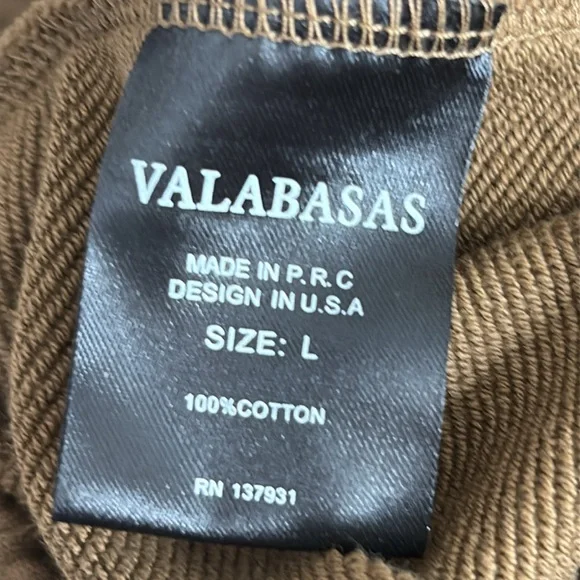 VALABASAS
MADE IN P.R.C
DESIGN IN U.S.A
SIZE: L
100%COTTON
RN 137931